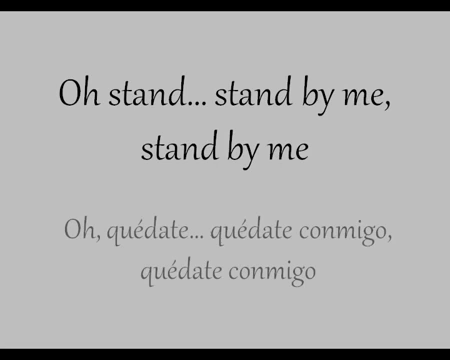 Oh stand... stand by me,
stand by me
Oh, quédate... quédate conmigo,
quédate conmigo